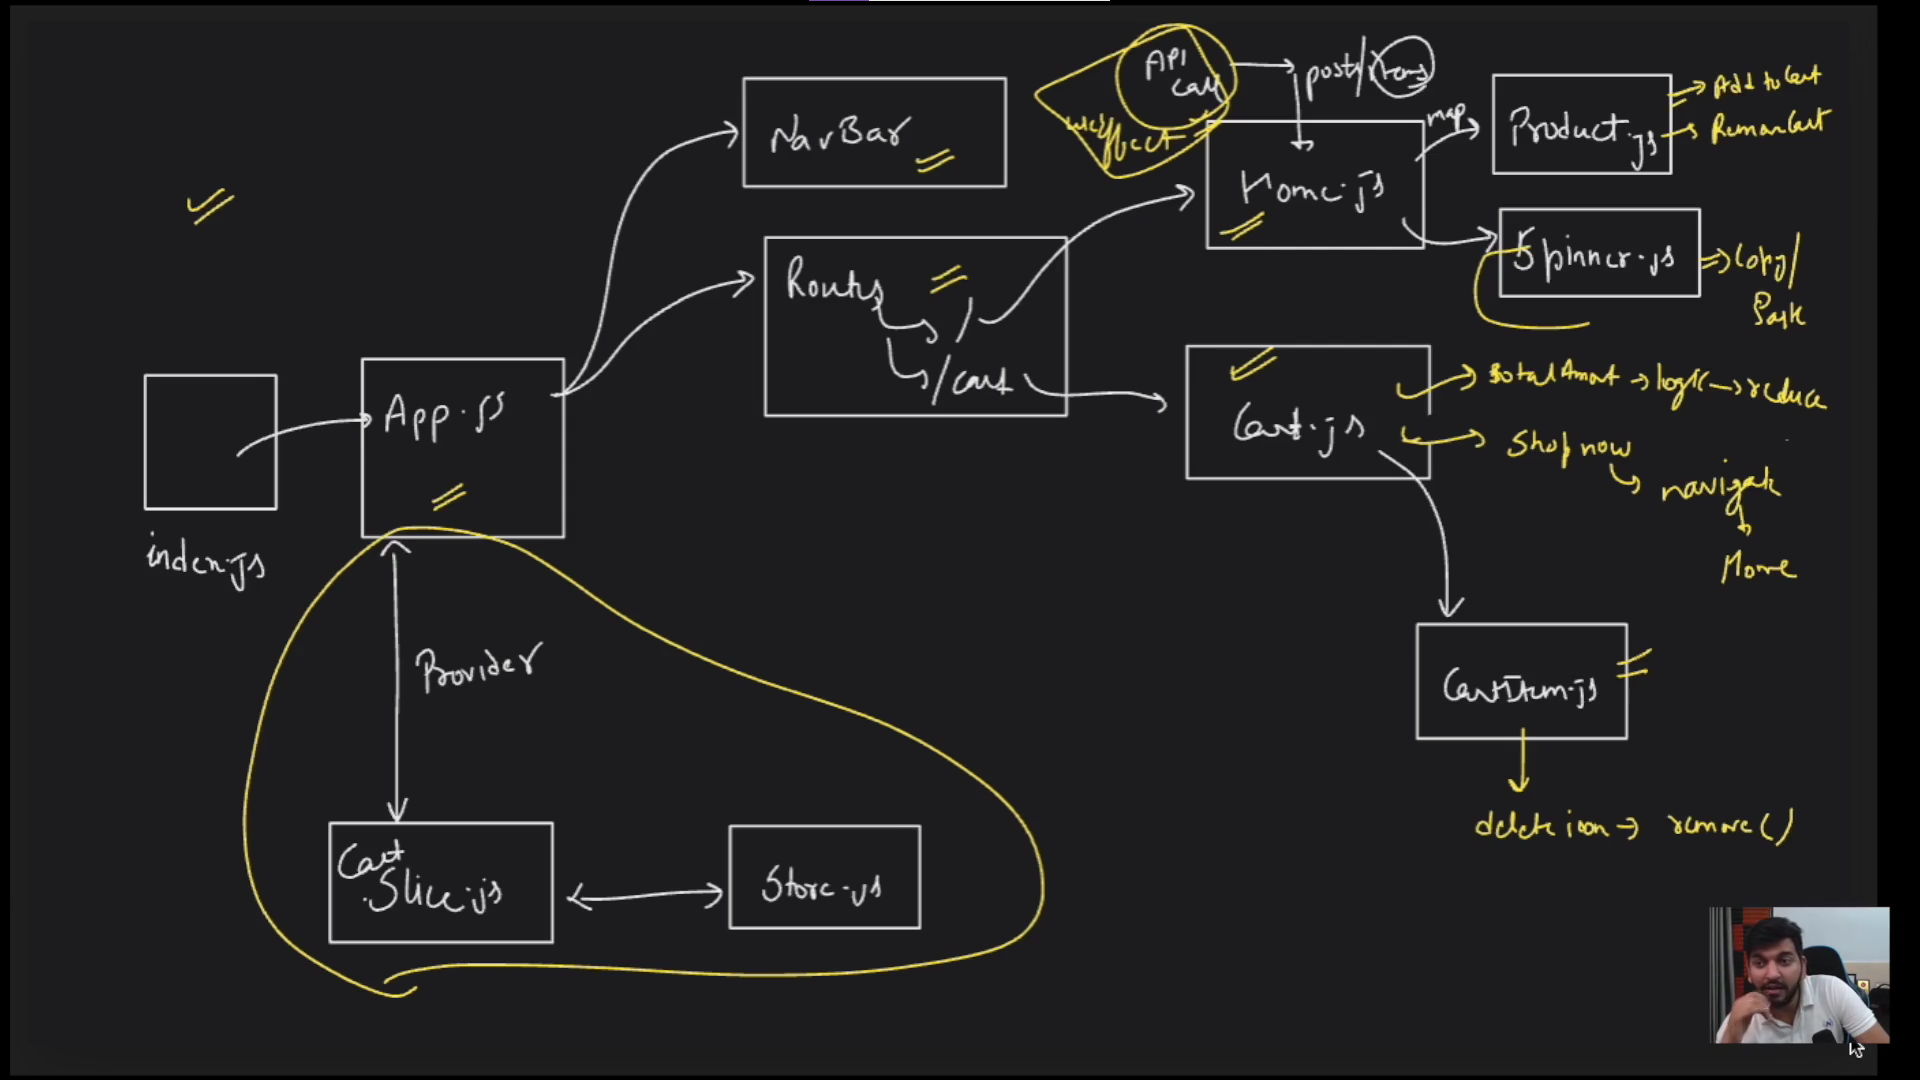 NavBar
API
call
useEffect
posts/items
map
Home.js
Product.js
Add to Cart
Remove Cart
Spinner.js
Copy/
Paste
Routes
/
/cart
Cart.js
totalAmount → logic → reduce
Shop now
navigate
Home
index.js
App.js
Provider
Cart
Slice.js
Store.js
CartItem.js
delete icon → remove()